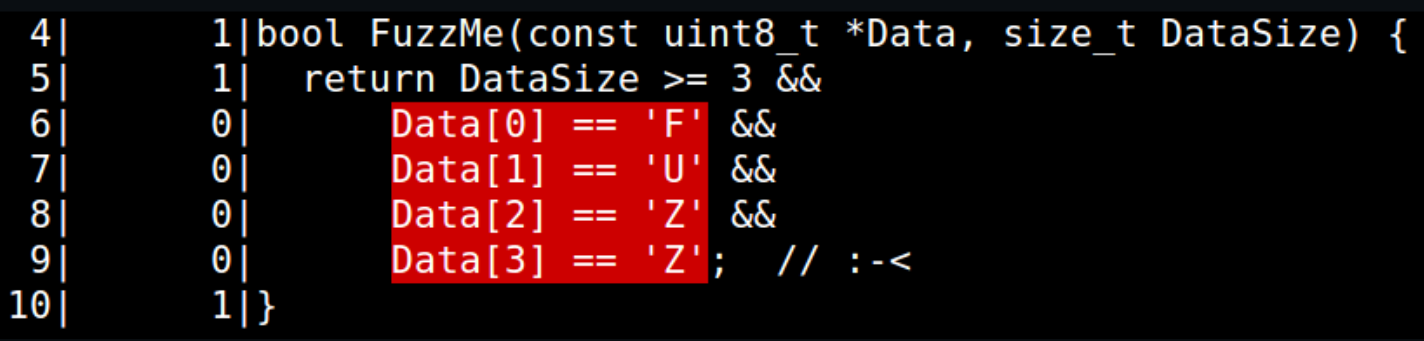 4|       1|bool FuzzMe(const uint8_t *Data, size_t DataSize) {
5|       1|  return DataSize >= 3 &&
6|       0|      Data[0] == 'F' &&
7|       0|      Data[1] == 'U' &&
8|       0|      Data[2] == 'Z' &&
9|       0|      Data[3] == 'Z';  // :-<
10|       1|}